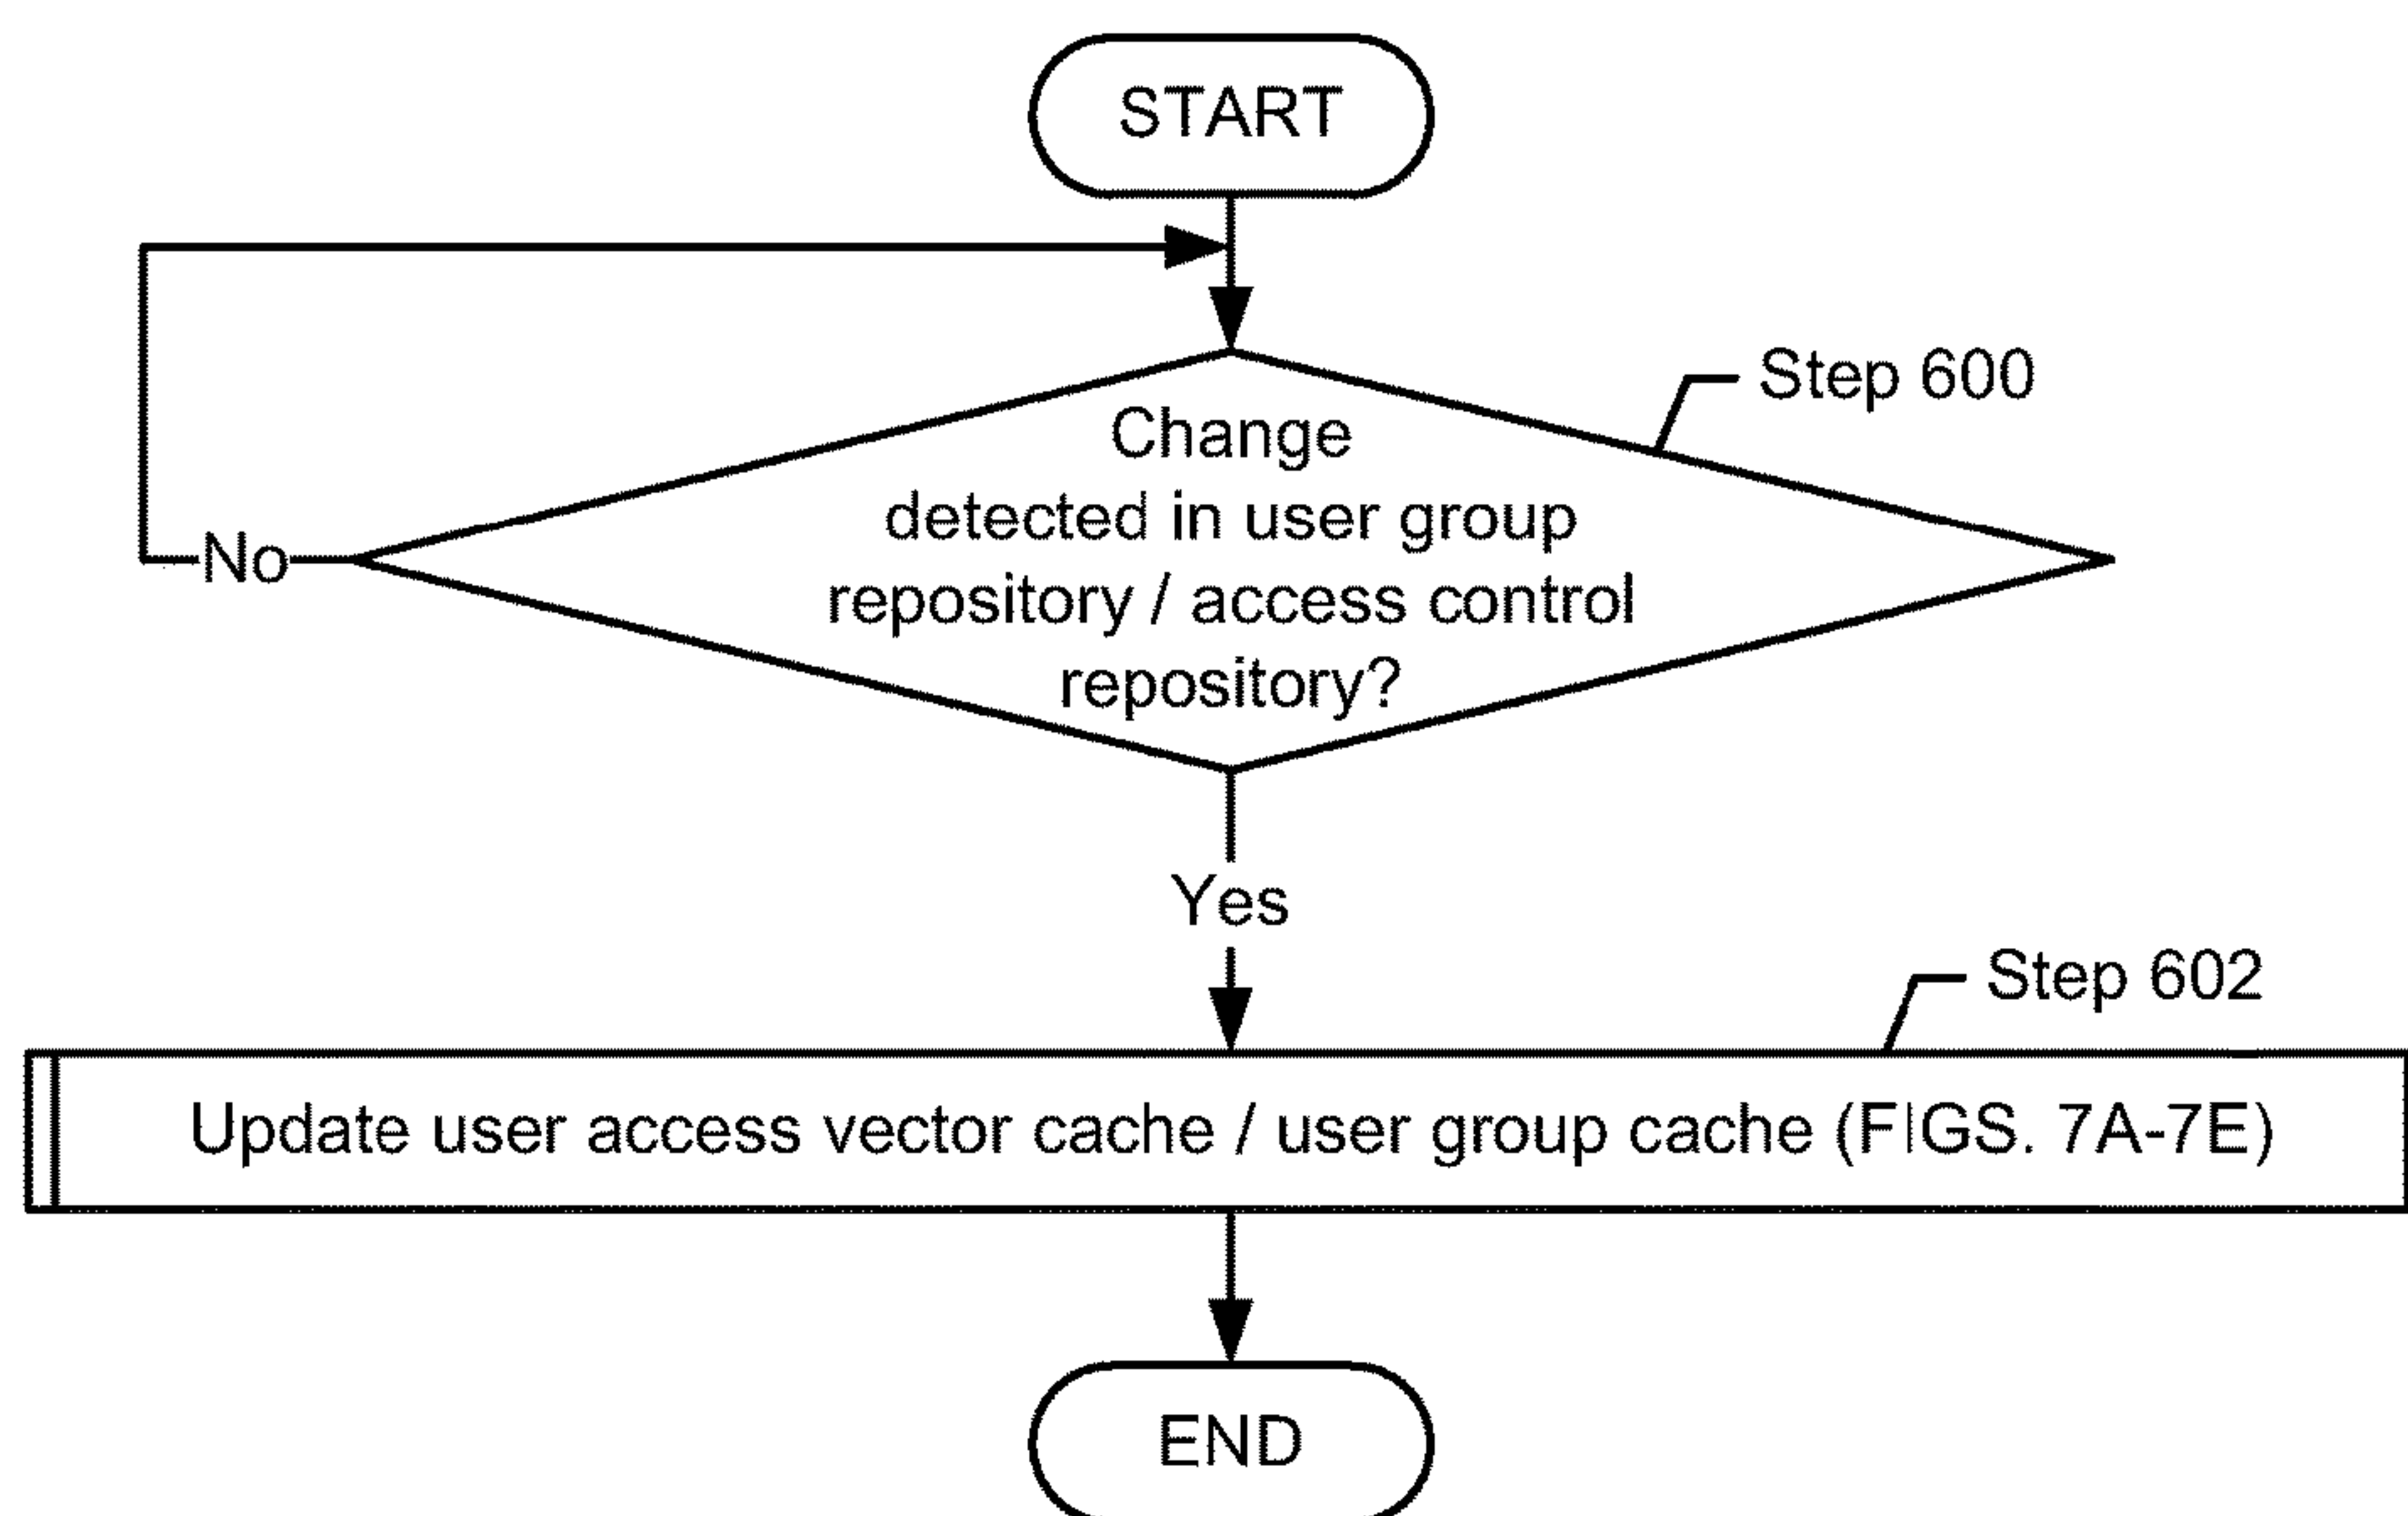 START
Step 600
Change
detected in user group
repository / access control
repository?
No
Yes
Step 602
Update user access vector cache / user group cache (FIGS. 7A-7E)
END